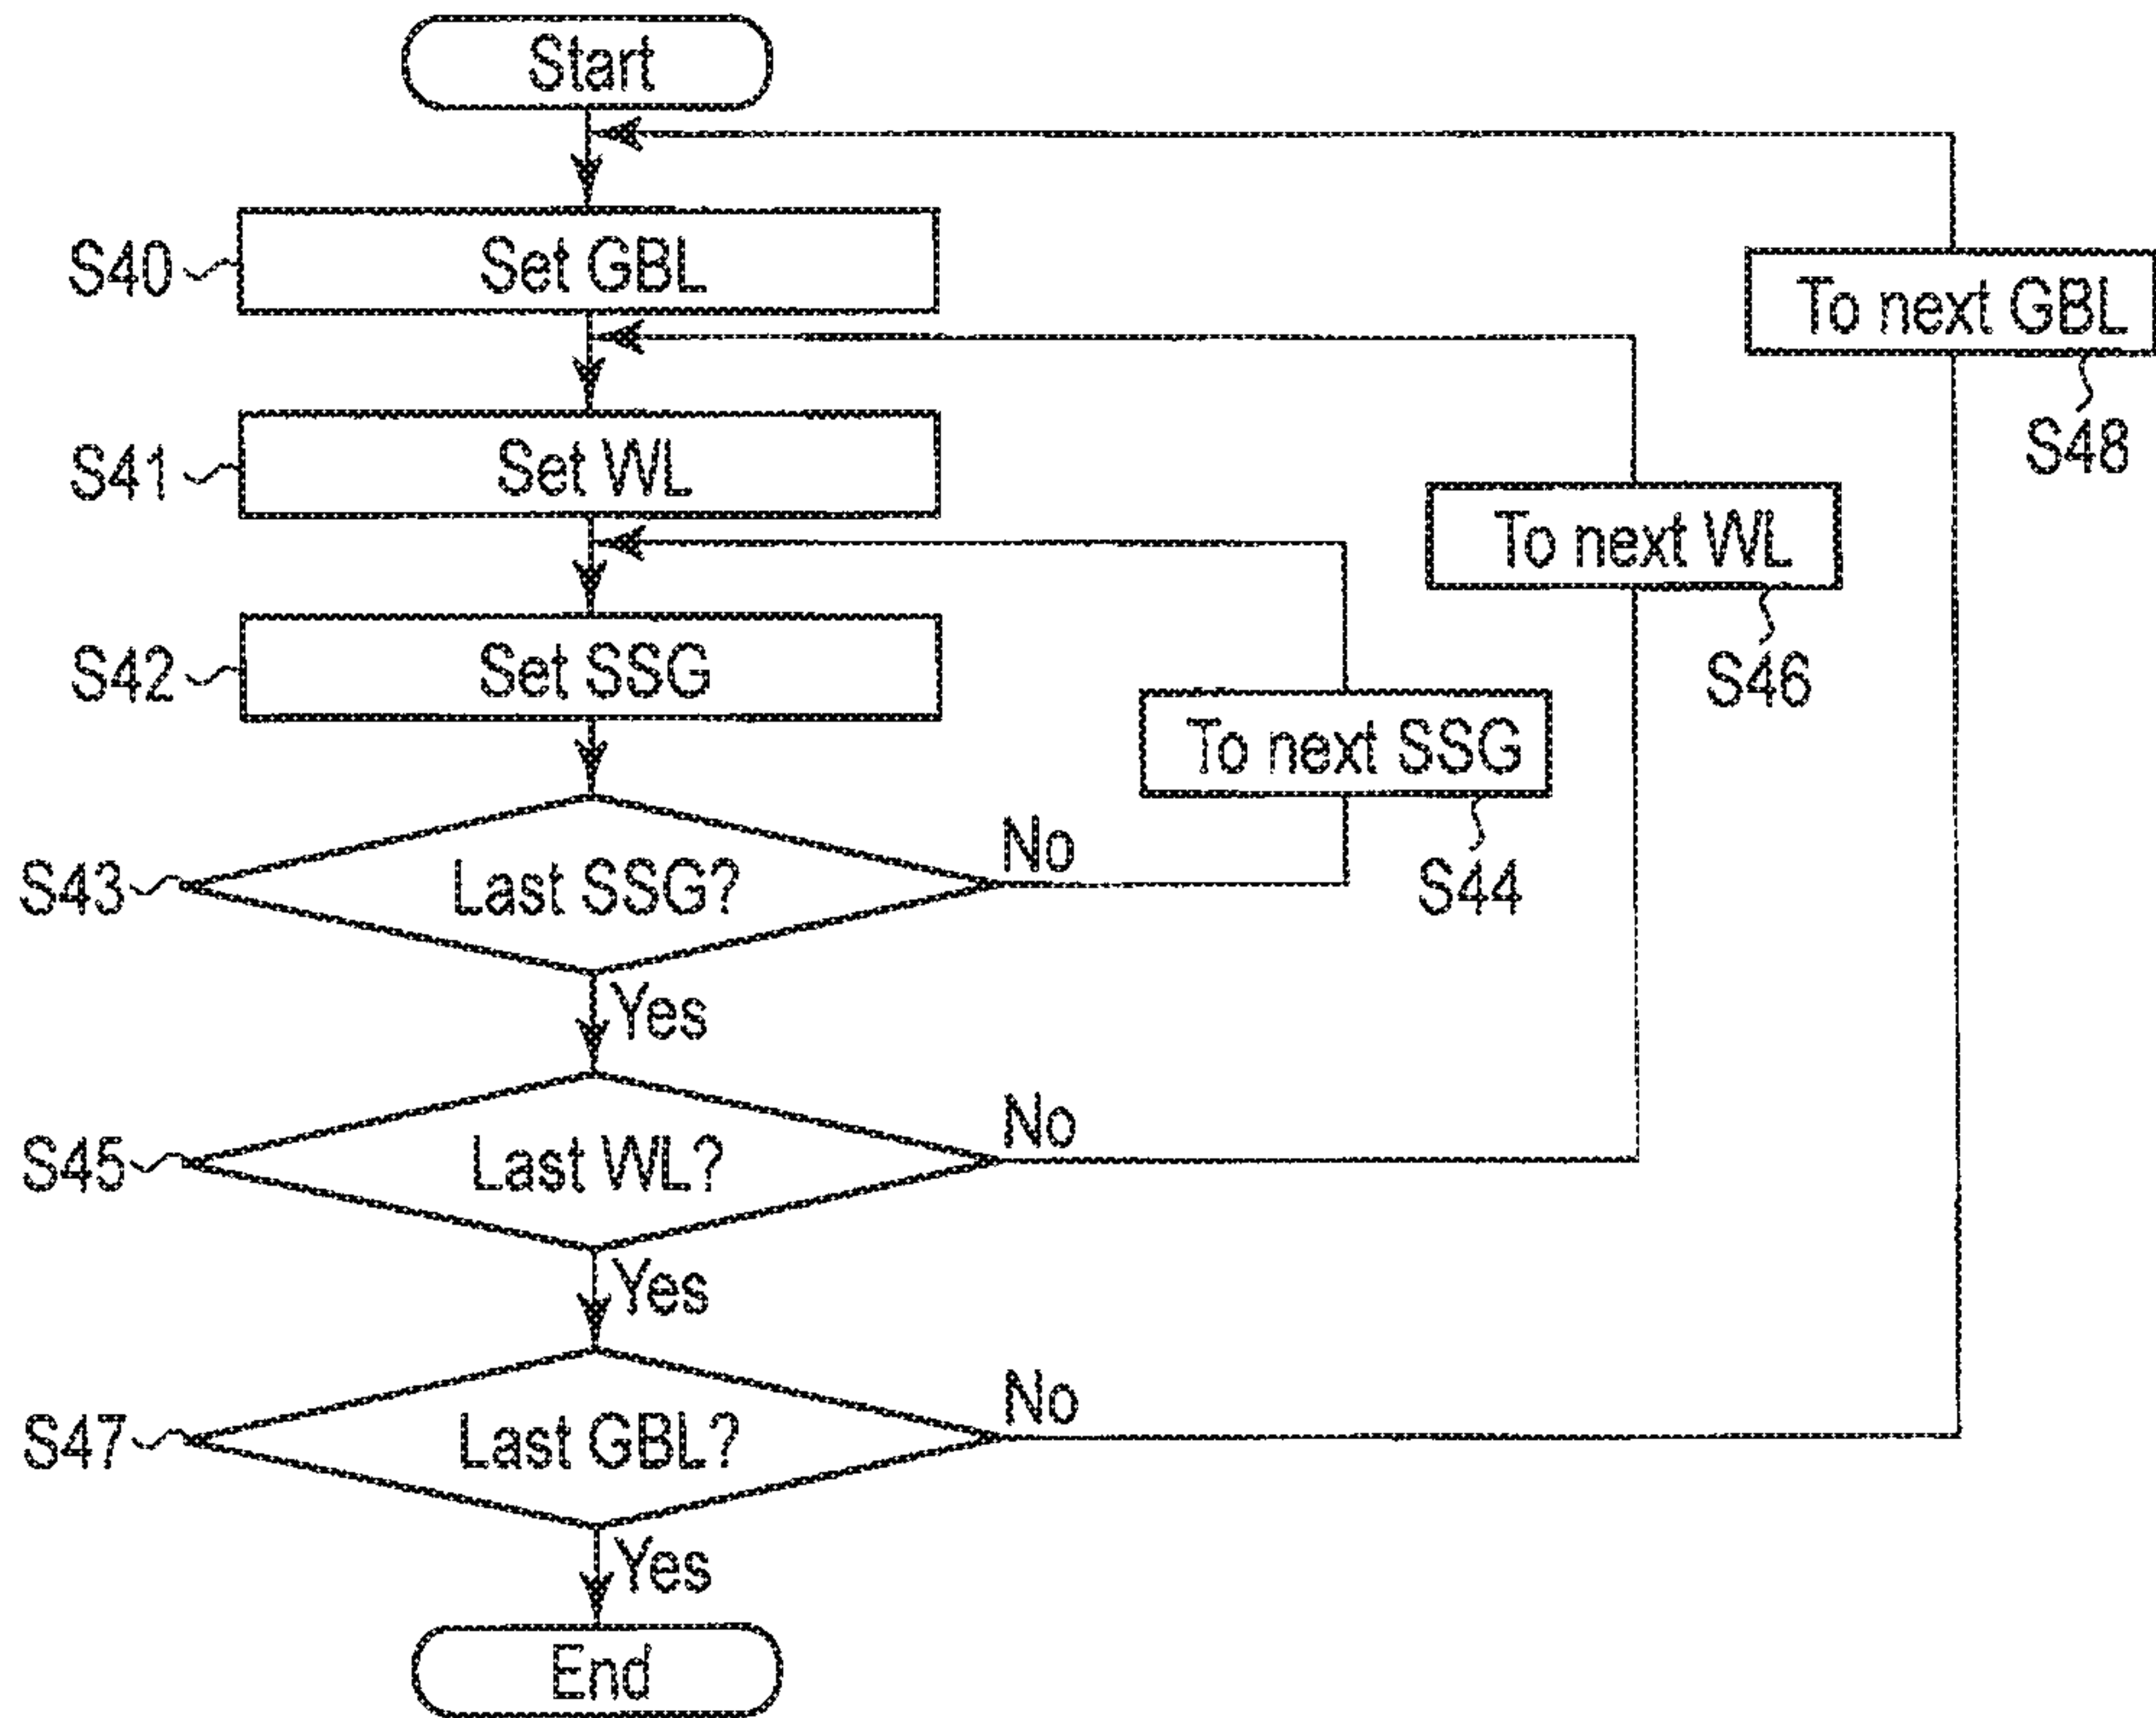 Start
S40
Set GBL
To next GBL
S48
S41
Set WL
To next WL
S46
S42
Set SSG
To next SSG
S44
S43
Last SSG?
No
Yes
S45
Last WL?
No
Yes
S47
Last GBL?
No
Yes
End